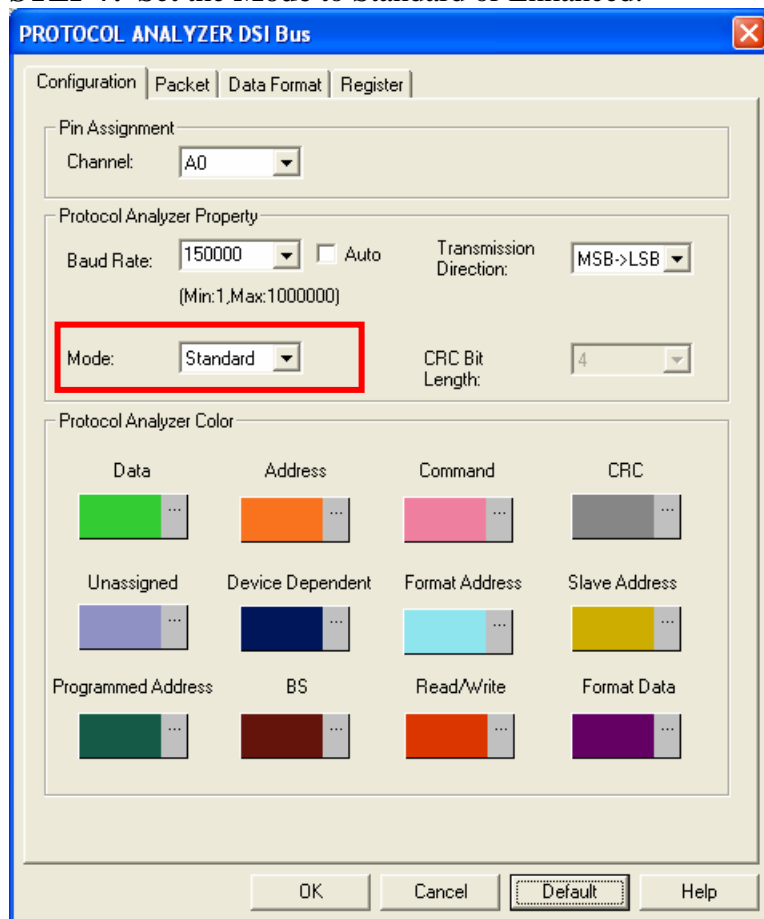 PROTOCOL ANALYZER DSI Bus
Configuration Packet Data Format Register
Pin Assignment
Channel: A0
Protocol Analyzer Property
Baud Rate: 150000 Auto Transmission Direction: MSB->LSB
(Min:1,Max:1000000)
Mode: Standard CRC Bit Length: 4
Protocol Analyzer Color
Data Address Command CRC
... ... ... ...
Unassigned Device Dependent Format Address Slave Address
... ... ... ...
Programmed Address BS Read/Write Format Data
... ... ... ...
OK Cancel Default Help